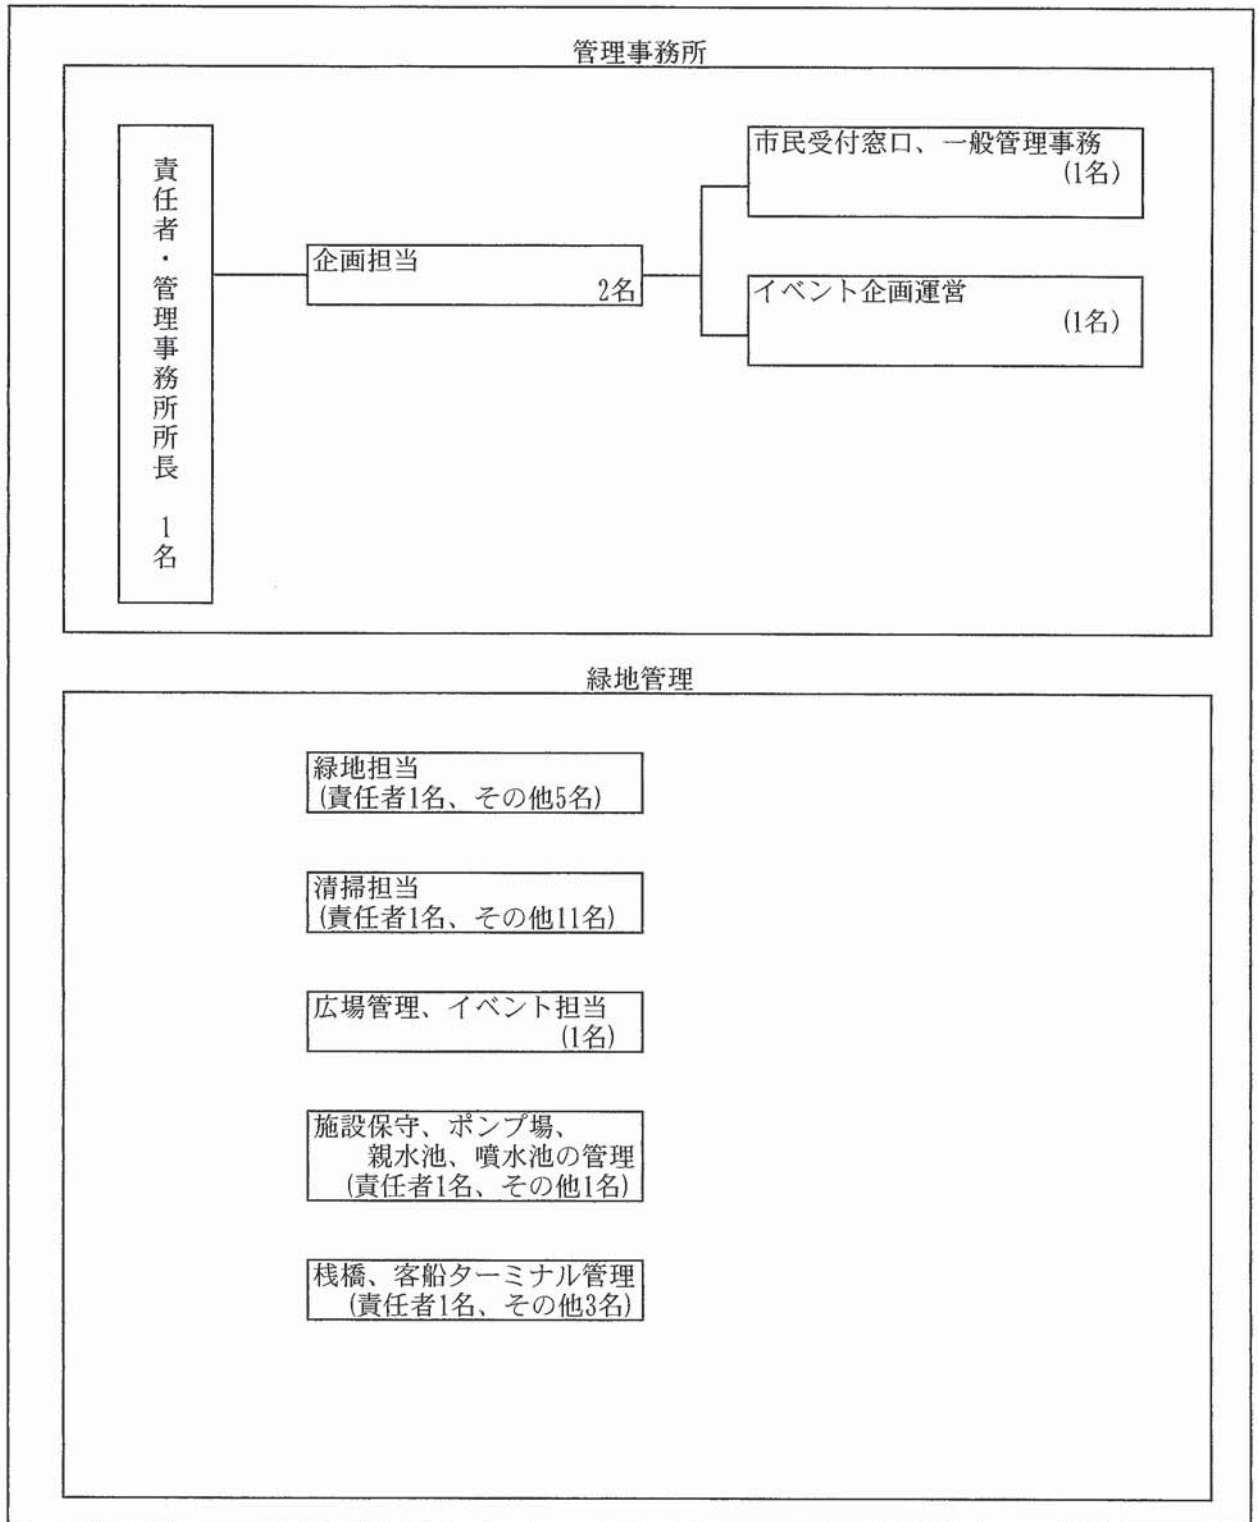 管理事務所
責任者・管理事務所所長 1名
企画担当
2名
市民受付窓口、一般管理事務
(1名)
イベント企画運営
(1名)
緑地管理
緑地担当
(責任者1名、その他5名)
清掃担当
(責任者1名、その他11名)
広場管理、イベント担当
(1名)
施設保守、ポンプ場、
親水池、噴水池の管理
(責任者1名、その他1名)
桟橋、客船ターミナル管理
(責任者1名、その他3名)